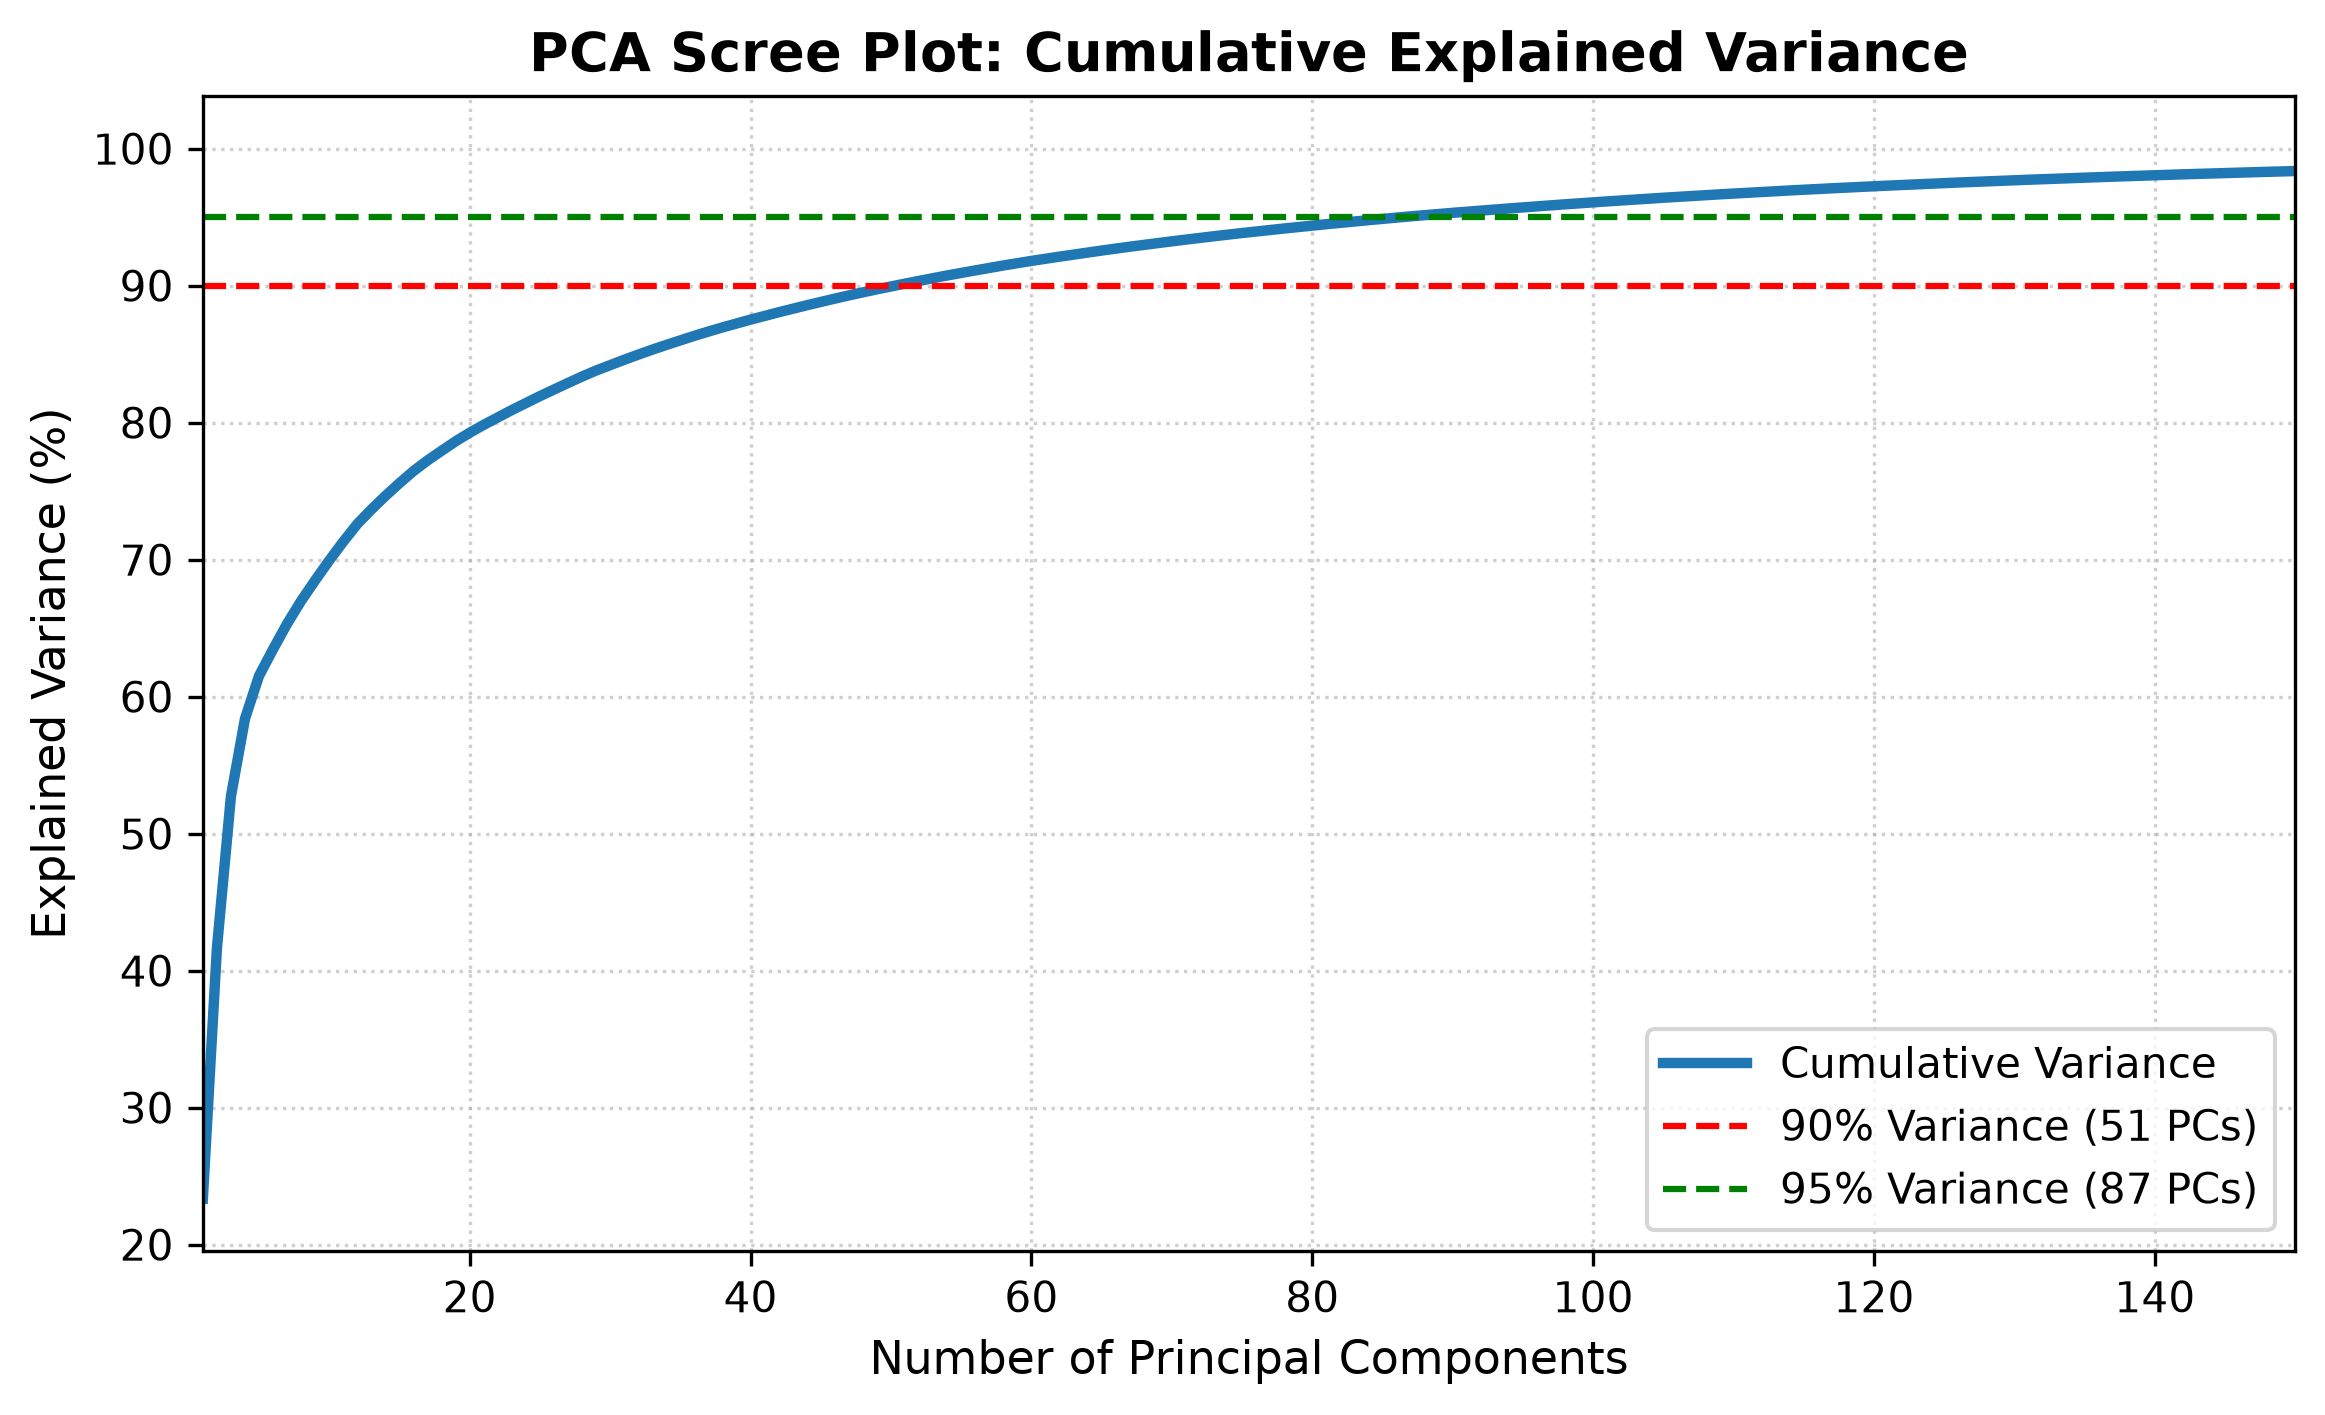 PCA Scree Plot: Cumulative Explained Variance
Explained Variance (%)
100
90
80
70
60
50
40
30
20
20 40 60 80 100 120 140
Number of Principal Components
Cumulative Variance
90% Variance (51 PCs)
95% Variance (87 PCs)